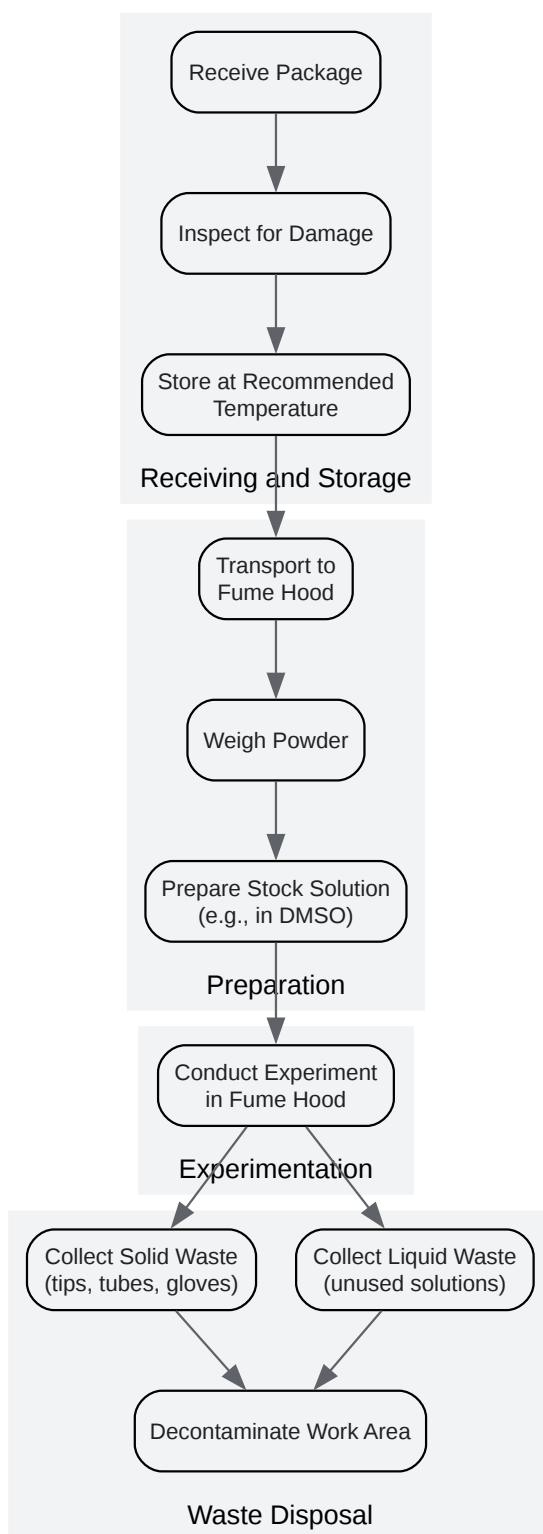 Receive Package
Inspect for Damage
Store at Recommended
Temperature
Receiving and Storage
Transport to
Fume Hood
Weigh Powder
Prepare Stock Solution
(e.g., in DMSO)
Preparation
Conduct Experiment
in Fume Hood
Experimentation
Collect Solid Waste
(tips, tubes, gloves)
Collect Liquid Waste
(unused solutions)
Decontaminate Work Area
Waste Disposal